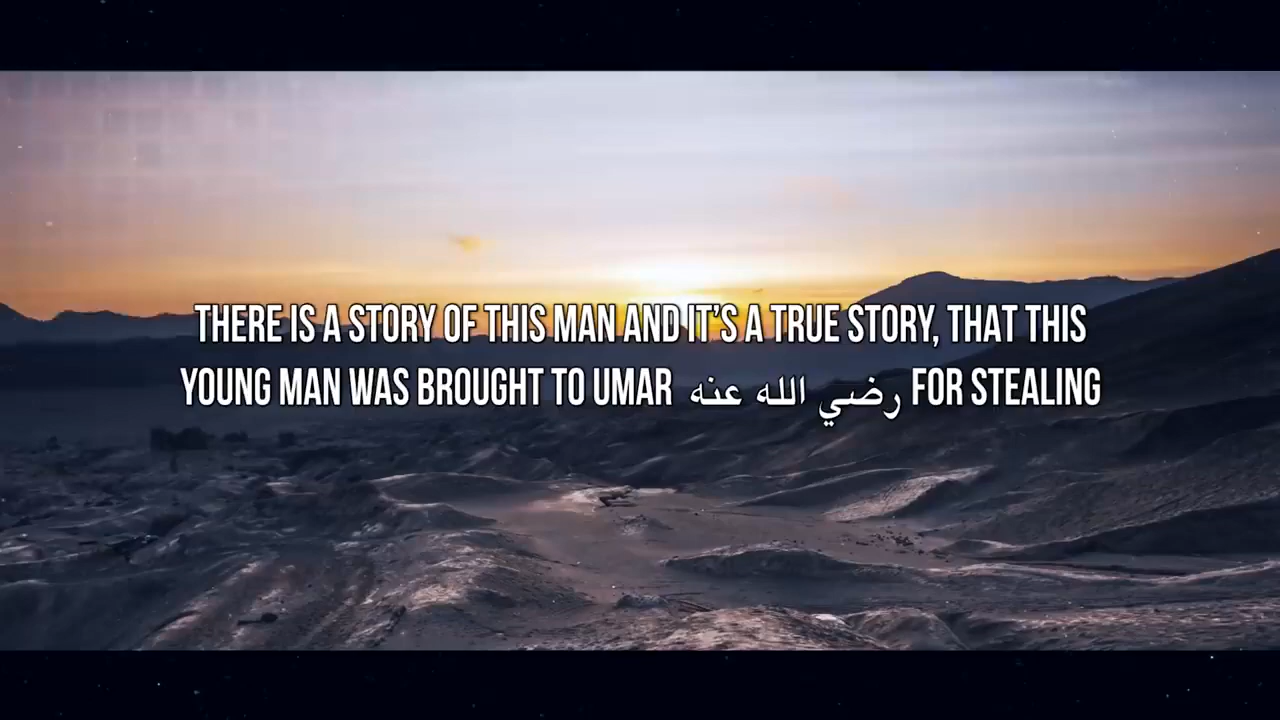 THERE IS A STORY OF THIS MAN AND IT'S A TRUE STORY, THAT THIS
YOUNG MAN WAS BROUGHT TO UMAR رضي الله عنه FOR STEALING